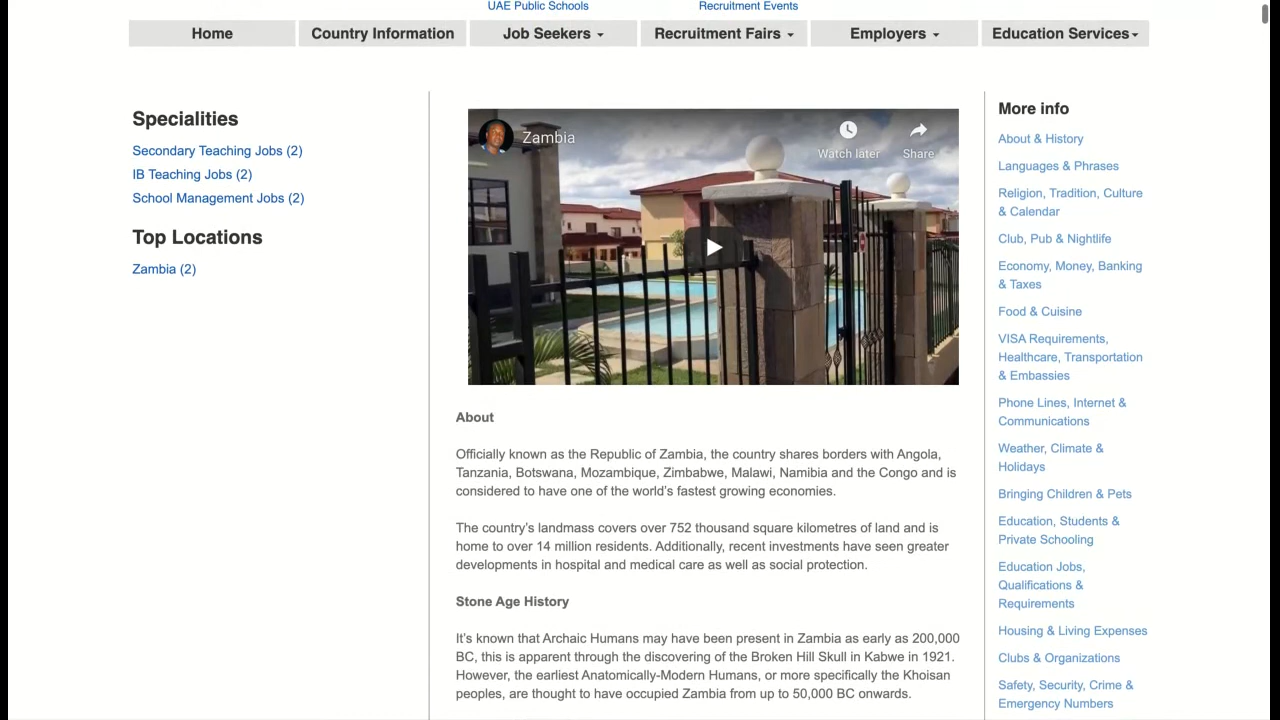 UAE Public Schools
Recruitment Events
Home
Country Information
Job Seekers
Recruitment Fairs
Employers
Education Services
Specialities
Secondary Teaching Jobs (2)
IB Teaching Jobs (2)
School Management Jobs (2)
Top Locations
Zambia (2)
Zambia
Watch later
Share
About
Officially known as the Republic of Zambia, the country shares borders with Angola,
Tanzania, Botswana, Mozambique, Zimbabwe, Malawi, Namibia and the Congo and is
considered to have one of the world's fastest growing economies.
The country's landmass covers over 752 thousand square kilometres of land and is
home to over 14 million residents. Additionally, recent investments have seen greater
developments in hospital and medical care as well as social protection.
Stone Age History
It's known that Archaic Humans may have been present in Zambia as early as 200,000
BC, this is apparent through the discovering of the Broken Hill Skull in Kabwe in 1921.
However, the earliest Anatomically-Modern Humans, or more specifically the Khoisan
peoples, are thought to have occupied Zambia from up to 50,000 BC onwards.
More info
About & History
Languages & Phrases
Religion, Tradition, Culture
& Calendar
Club, Pub & Nightlife
Economy, Money, Banking
& Taxes
Food & Cuisine
VISA Requirements,
Healthcare, Transportation
& Embassies
Phone Lines, Internet &
Communications
Weather, Climate &
Holidays
Bringing Children & Pets
Education, Students &
Private Schooling
Education Jobs,
Qualifications &
Requirements
Housing & Living Expenses
Clubs & Organizations
Safety, Security, Crime &
Emergency Numbers